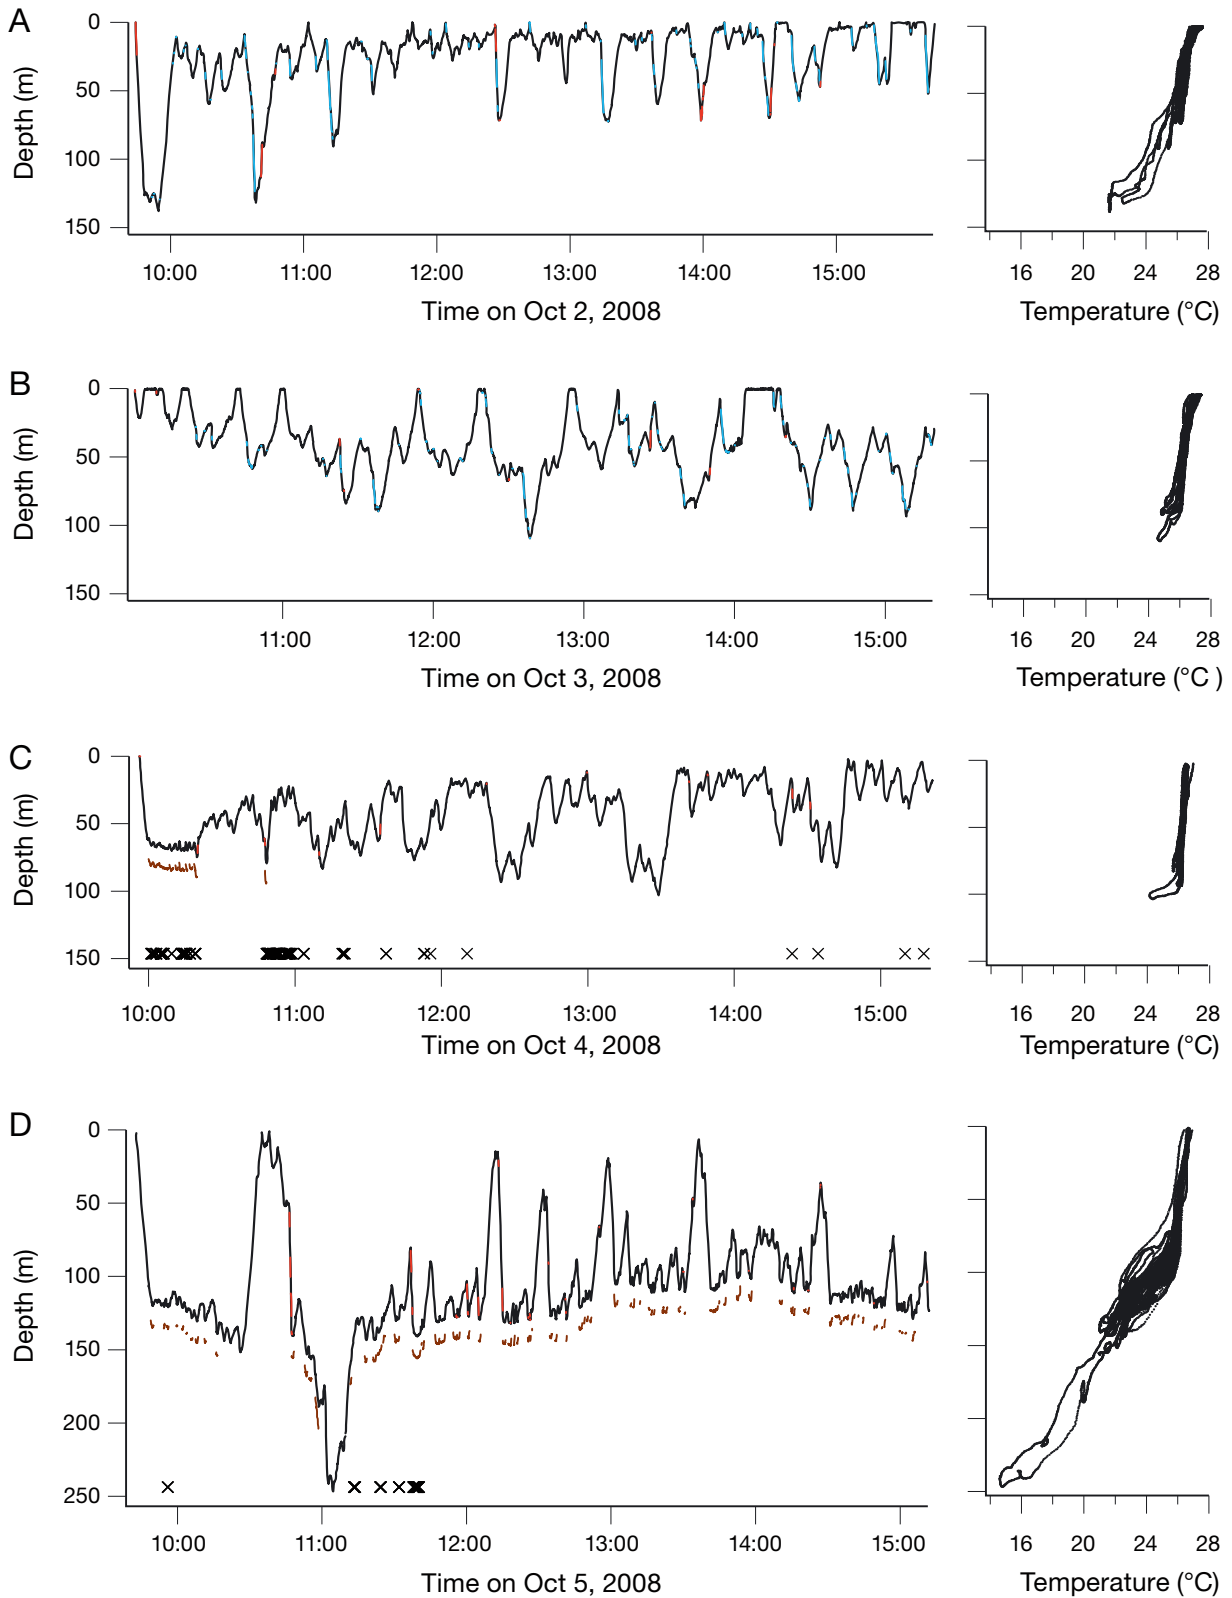 A
Depth (m)
0
50
100
150
10:00 11:00 12:00 13:00 14:00 15:00
Time on Oct 2, 2008
16 20 24 28
Temperature (°C)
B
Depth (m)
0
50
100
150
11:00 12:00 13:00 14:00 15:00
Time on Oct 3, 2008
16 20 24 28
Temperature (°C )
C
Depth (m)
0
50
100
150
10:00 11:00 12:00 13:00 14:00 15:00
Time on Oct 4, 2008
16 20 24 28
Temperature (°C)
D
Depth (m)
0
50
100
150
200
250
10:00 11:00 12:00 13:00 14:00 15:00
Time on Oct 5, 2008
16 20 24 28
Temperature (°C)